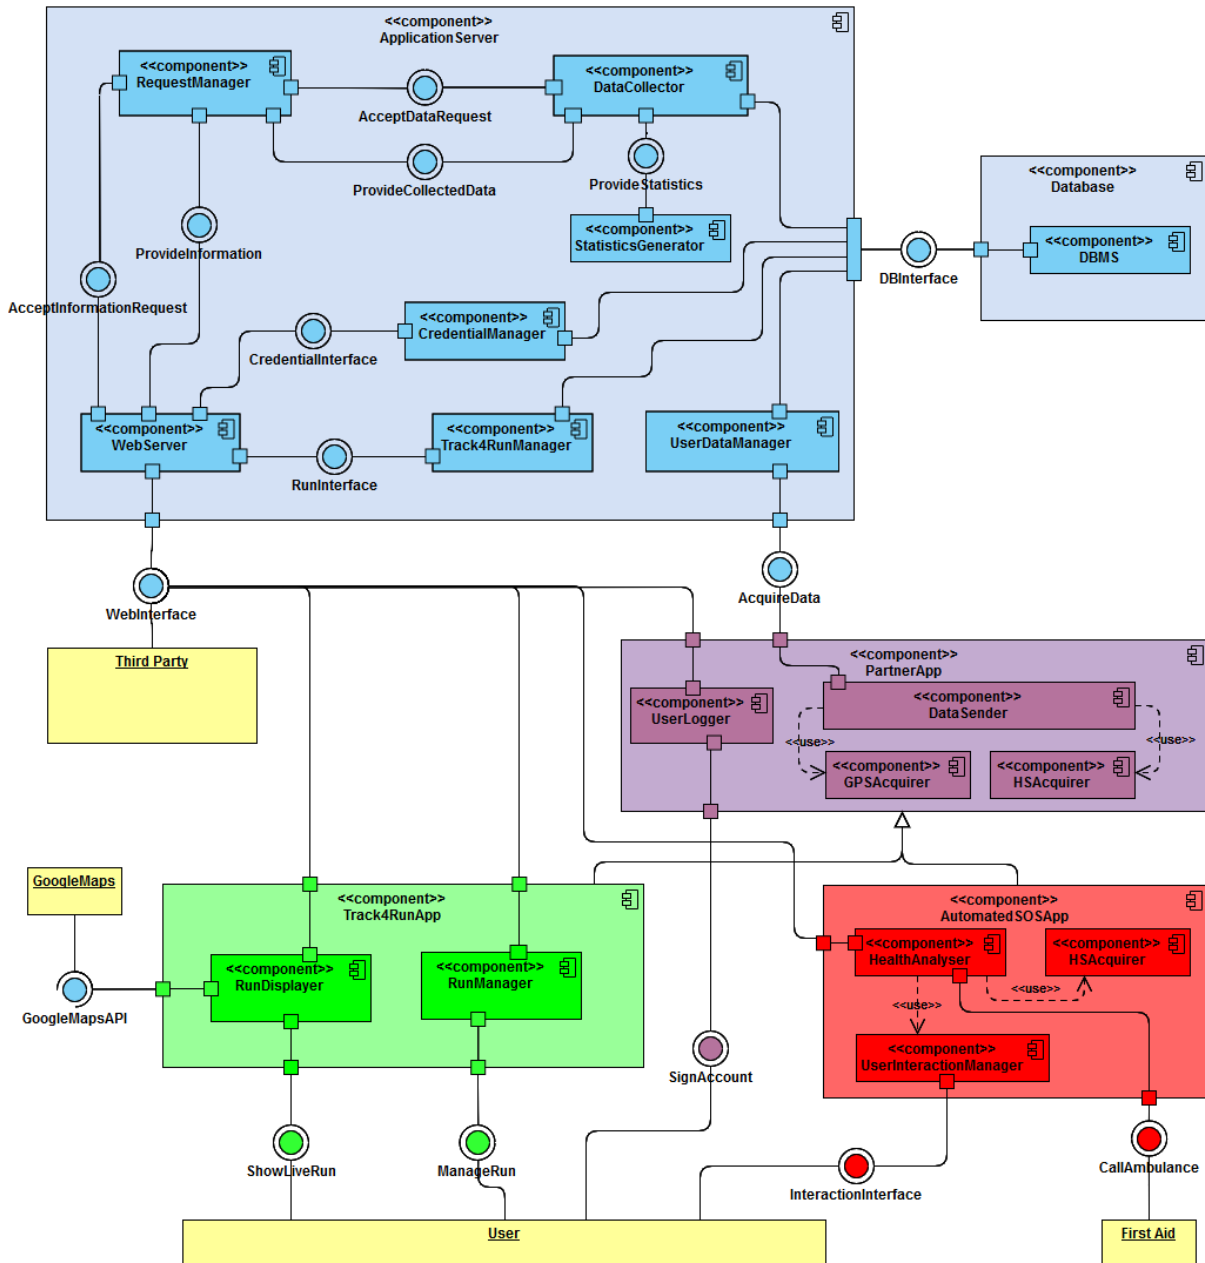 <<component>>
ApplicationServer
<<component>>
RequestManager
<<component>>
DataCollector
AcceptDataRequest
ProvideCollectedData
ProvideStatistics
<<component>>
Database
<<component>>
StatisticsGenerator
<<component>>
DBMS
ProvideInformation
DBInterface
AcceptInformationRequest
<<component>>
CredentialManager
CredentialInterface
<<component>>
WebServer
<<component>>
Track4RunManager
<<component>>
UserDataManager
RunInterface
WebInterface
AcquireData
Third Party
<<component>>
PartnerApp
<<component>>
UserLogger
<<component>>
DataSender
<<use>>
<<use>>
<<component>>
GPSAcquirer
<<component>>
HSAcquirer
GoogleMaps
<<component>>
Track4RunApp
<<component>>
AutomatedSOSApp
<<component>>
RunDisplayer
<<component>>
RunManager
<<component>>
HealthAnalyser
<<component>>
HSAcquirer
GoogleMapsAPI
<<use>>
<<use>>
<<component>>
UserInteractionManager
SignAccount
ShowLiveRun
ManageRun
InteractionInterface
CallAmbulance
User
First Aid